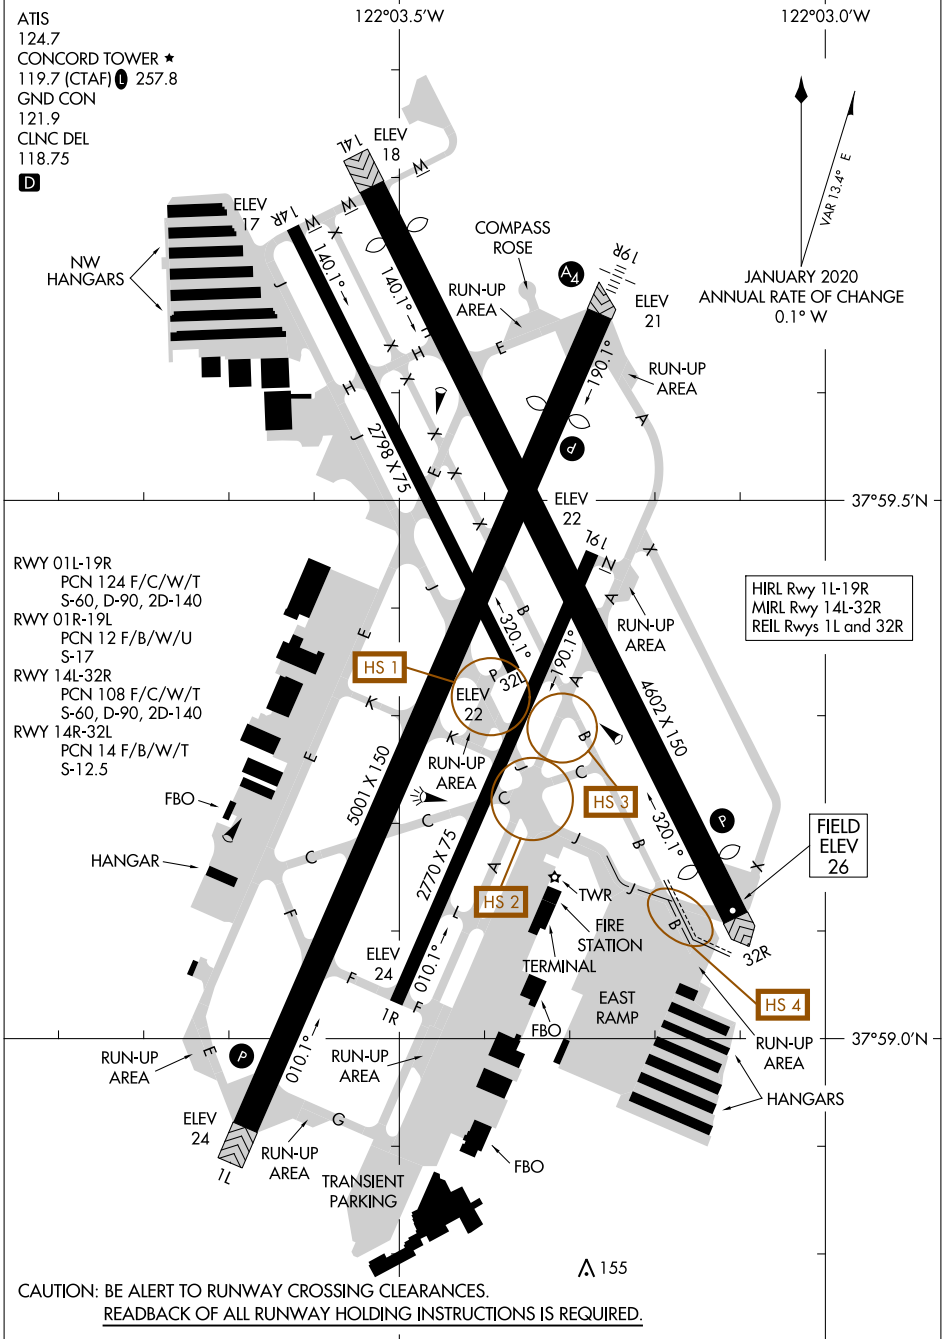 122°03.5'W
122°03.0'W
ATIS
124.7
CONCORD TOWER ★
119.7 (CTAF) L 257.8
GND CON
121.9
CLNC DEL
118.75
D
14L
ELEV
18
W
ELEV
17
14R
W
W
X
140.1°
140.1°
NW
HANGARS
J
COMPASS
ROSE
RUN-UP
AREA
A4
19R
ELEV
21
VAR 13.4° E
JANUARY 2020
ANNUAL RATE OF CHANGE
0.1° W
H
H
X
X
E
190.1°
RUN-UP
AREA
H
J
A
2798 X 75
X
E
X
P
X
ELEV
22
37°59.5'N
19L
N
X
A
RWY 01L-19R
PCN 124 F/C/W/T
S-60, D-90, 2D-140
RWY 01R-19L
PCN 12 F/B/W/U
S-17
RWY 14L-32R
PCN 108 F/C/W/T
S-60, D-90, 2D-140
RWY 14R-32L
PCN 14 F/B/W/T
S-12.5
HIRL Rwy 1L-19R
MIRL Rwy 14L-32R
REIL Rwys 1L and 32R
J
B
320.1°
190.1°
RUN-UP
AREA
E
HS 1
P
32L
A
ELEV
22
4602 X 150
K
K
B
E
RUN-UP
AREA
J
C
5001 X 150
C
C
HS 3
FBO
320.1°
P
B
J
FIELD
ELEV
26
HANGAR
C
2770 X 75
A
X
TWR
J
HS 2
F
L
B
FIRE
STATION
32R
ELEV
24
010.1°
TERMINAL
F
F
EAST
RAMP
HS 4
1R
FBO
37°59.0'N
RUN-UP
AREA
E
P
010.1°
RUN-UP
AREA
RUN-UP
AREA
HANGARS
ELEV
24
G
RUN-UP
AREA
FBO
1L
TRANSIENT
PARKING
155
CAUTION: BE ALERT TO RUNWAY CROSSING CLEARANCES.
READBACK OF ALL RUNWAY HOLDING INSTRUCTIONS IS REQUIRED.